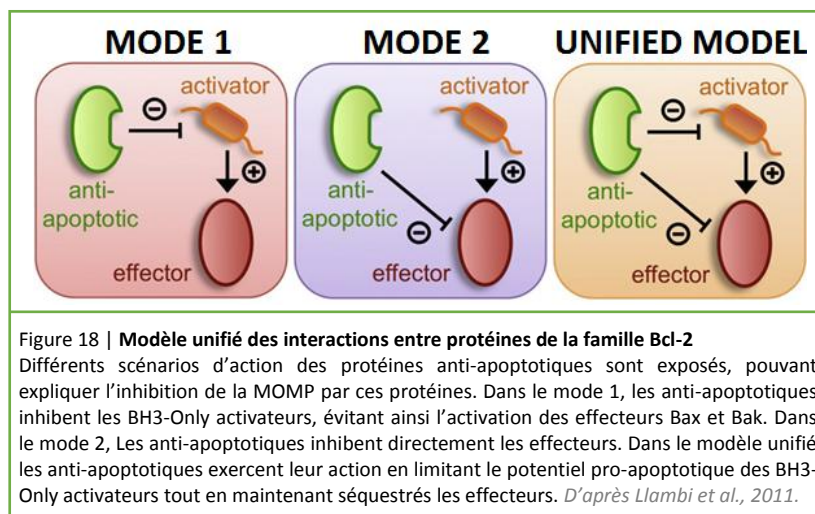 MODE 1
MODE 2
UNIFIED MODEL
activator
anti-
apoptotic
effector
activator
anti-
apoptotic
effector
activator
anti-
apoptotic
effector
Figure 18 | Modèle unifié des interactions entre protéines de la famille Bcl-2
Différents scénarios d'action des protéines anti-apoptotiques sont exposés, pouvant
expliquer l'inhibition de la MOMP par ces protéines. Dans le mode 1, les anti-apoptotiques
inhibent les BH3-Only activateurs, évitant ainsi l'activation des effecteurs Bax et Bak. Dans
le mode 2, Les anti-apoptotiques inhibent directement les effecteurs. Dans le modèle unifié
les anti-apoptotiques exercent leur action en limitant le potentiel pro-apoptotique des BH3-
Only activateurs tout en maintenant séquestrés les effecteurs. D'après Llambi et al., 2011.